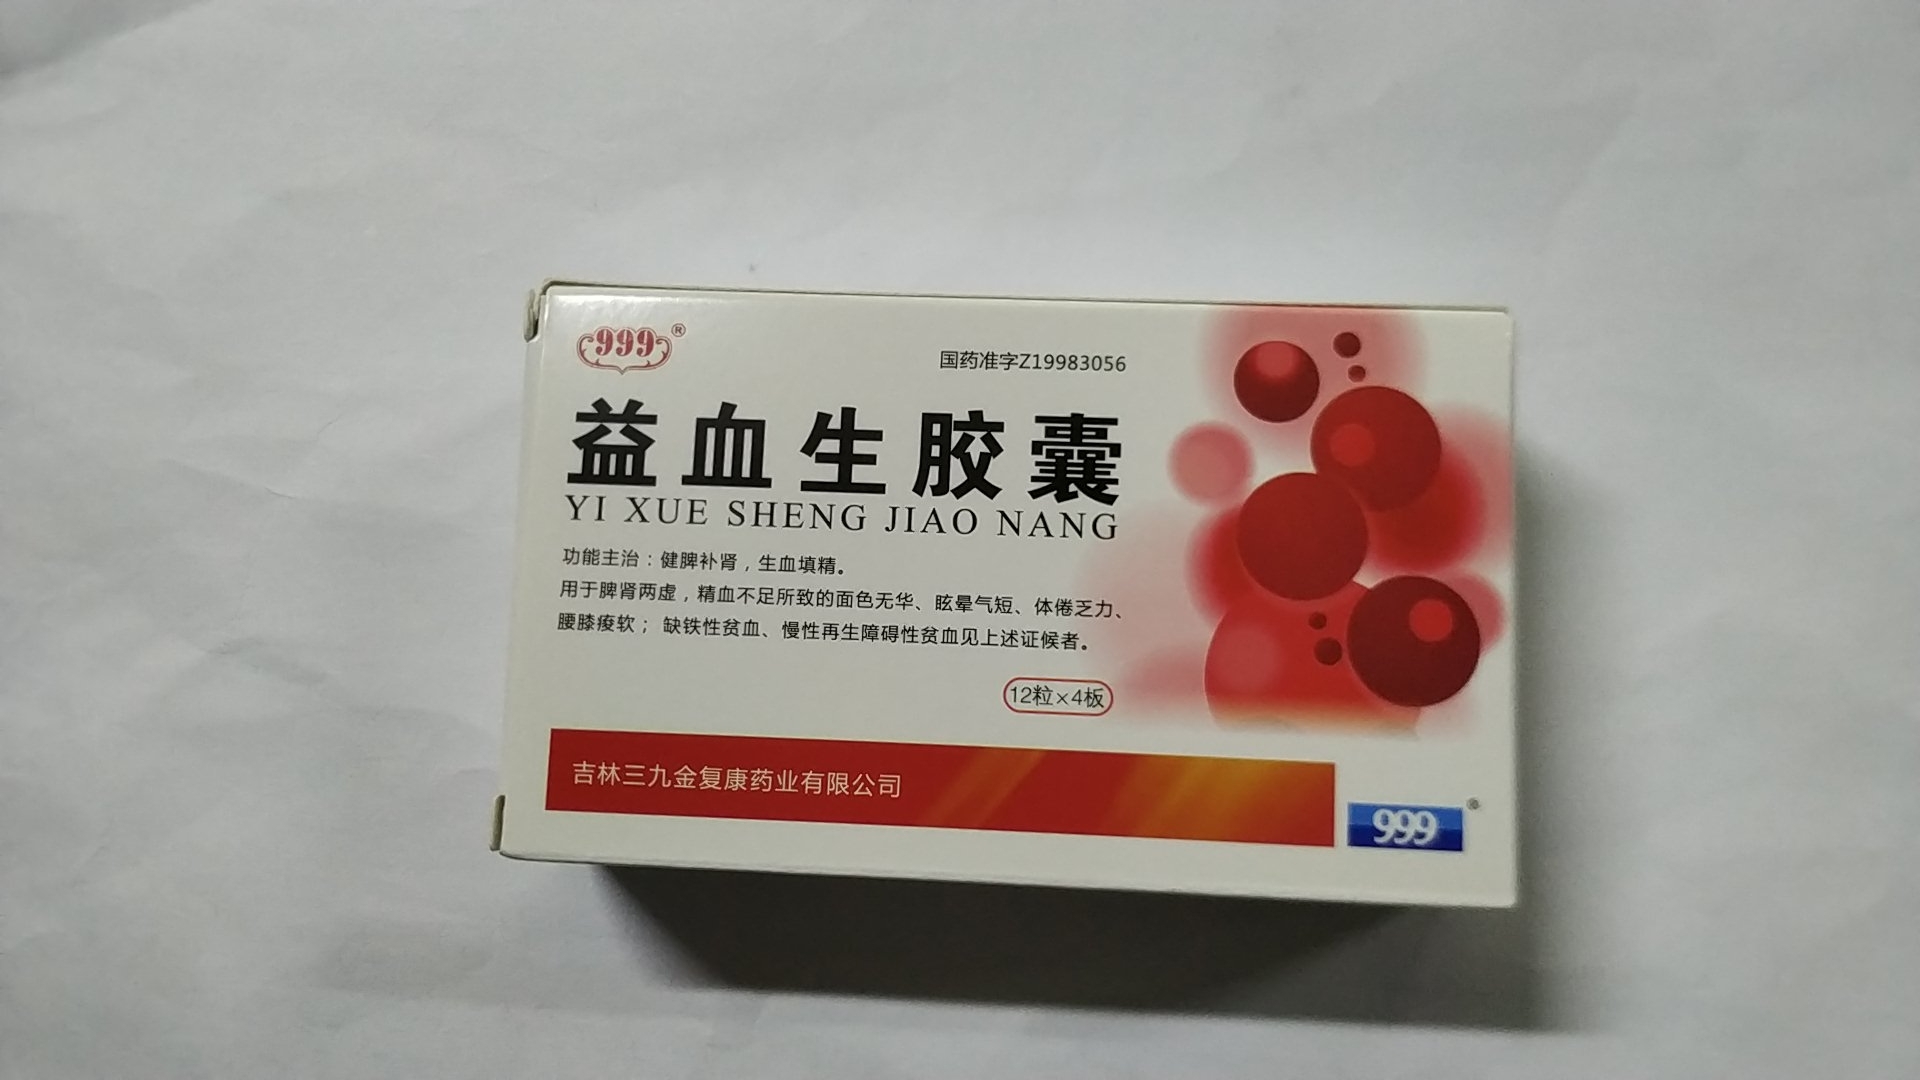 999®
国药准字Z19983056
益血生胶囊
YI XUE SHENG JIAO NANG
功能主治：健脾补肾，生血填精。
用于脾肾两虚，精血不足所致的面色无华、眩晕气短、体倦乏力、
腰膝痠软； 缺铁性贫血、慢性再生障碍性贫血见上述证候者。
12粒×4板
吉林三九金复康药业有限公司
999®